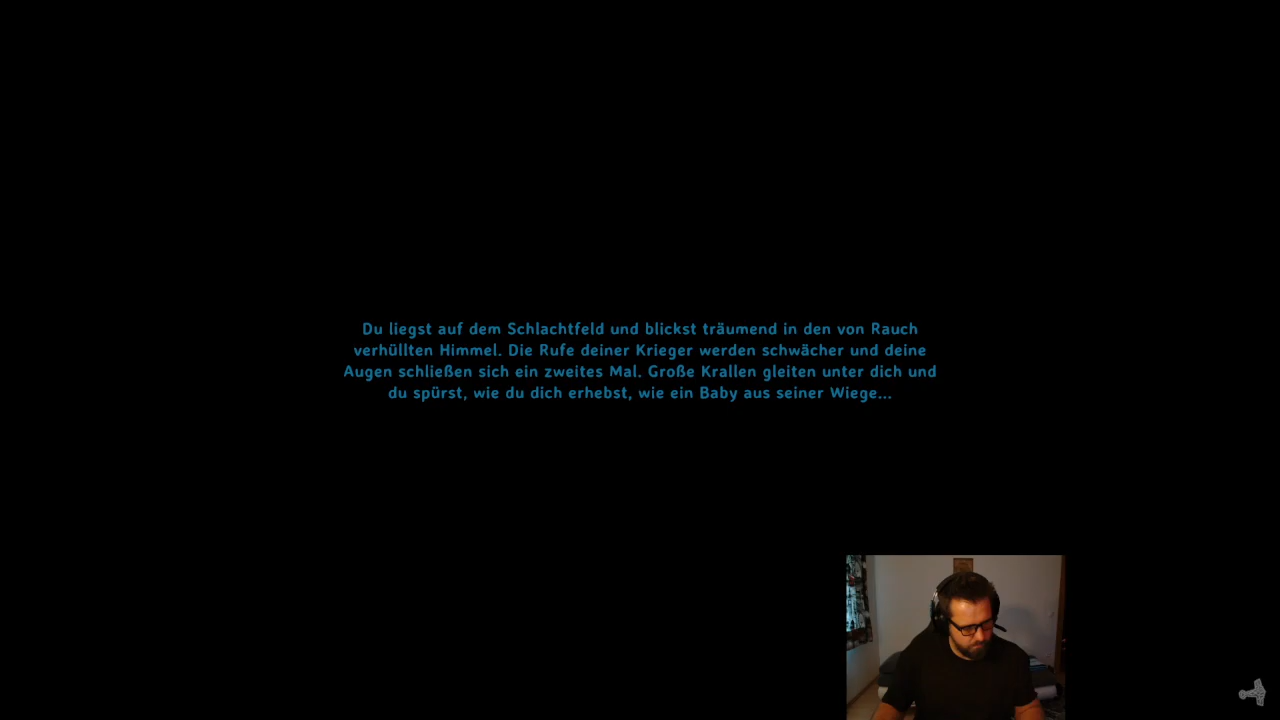 Du liegst auf dem Schlachtfeld und blickst träumend in den von Rauch
verhüllten Himmel. Die Rufe deiner Krieger werden schwächer und deine
Augen schließen sich ein zweites Mal. Große Krallen gleiten unter dich und
du spürst, wie du dich erhebst, wie ein Baby aus seiner Wiege...